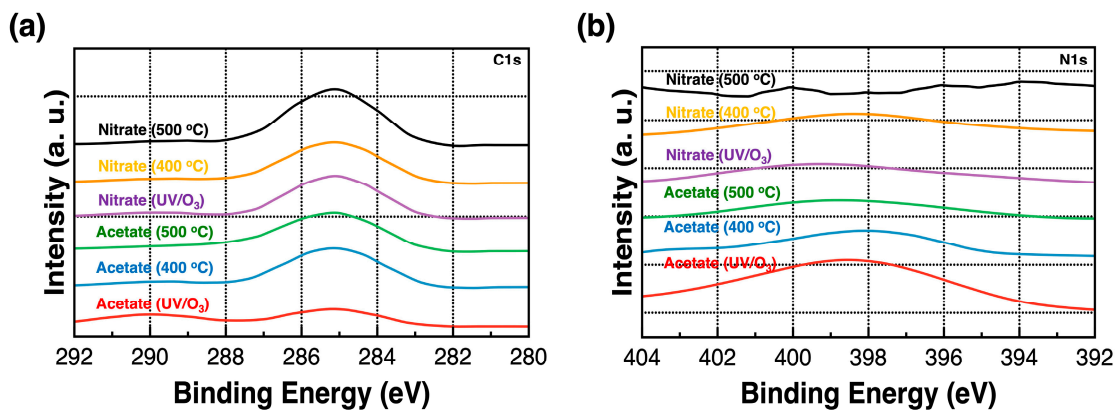 (a)
C1s
Intensity (a. u.)
Nitrate (500 °C)
Nitrate (400 °C)
Nitrate (UV/O₃)
Acetate (500 °C)
Acetate (400 °C)
Acetate (UV/O₃)
292 290 288 286 284 282 280
Binding Energy (eV)
(b)
N1s
Intensity (a. u.)
Nitrate (500 °C)
Nitrate (400 °C)
Nitrate (UV/O₃)
Acetate (500 °C)
Acetate (400 °C)
Acetate (UV/O₃)
404 402 400 398 396 394 392
Binding Energy (eV)